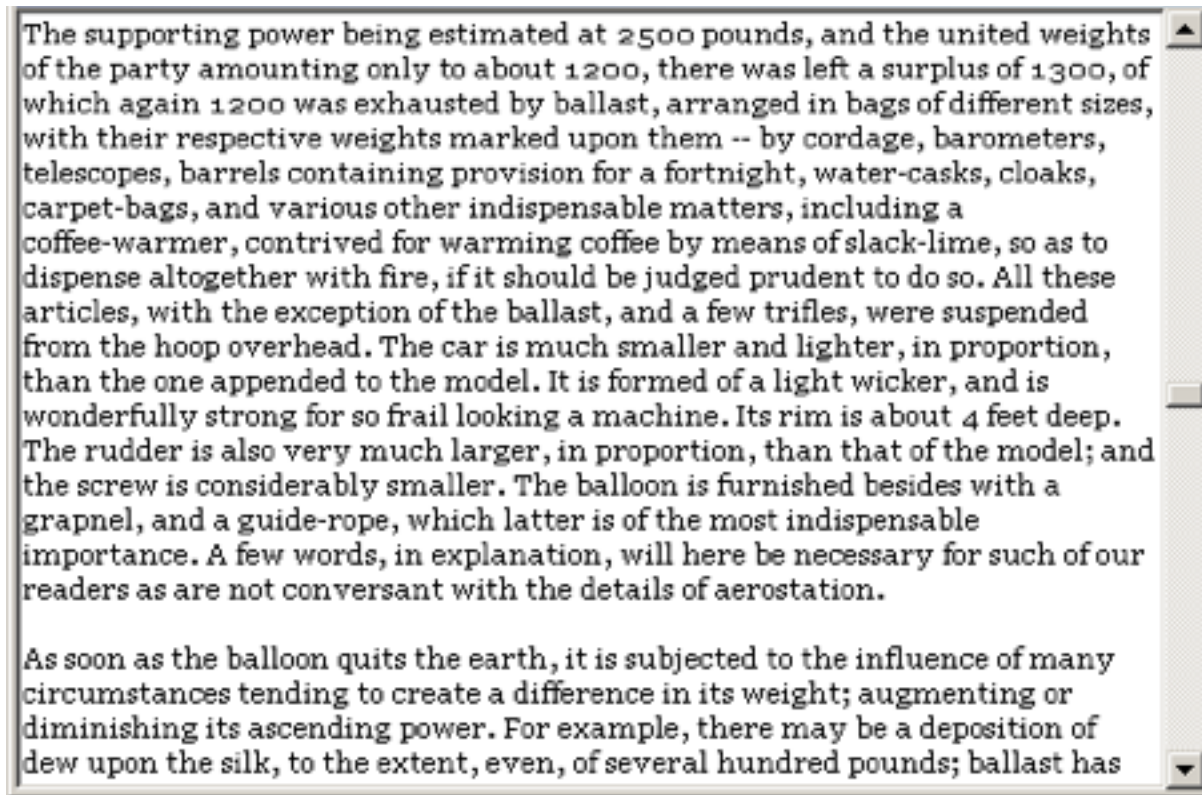 The supporting power being estimated at 2500 pounds, and the united weights
of the party amounting only to about 1200, there was left a surplus of 1300, of
which again 1200 was exhausted by ballast, arranged in bags of different sizes,
with their respective weights marked upon them -- by cordage, barometers,
telescopes, barrels containing provision for a fortnight, water-casks, cloaks,
carpet-bags, and various other indispensable matters, including a
coffee-warmer, contrived for warming coffee by means of slack-lime, so as to
dispense altogether with fire, if it should be judged prudent to do so. All these
articles, with the exception of the ballast, and a few trifles, were suspended
from the hoop overhead. The car is much smaller and lighter, in proportion,
than the one appended to the model. It is formed of a light wicker, and is
wonderfully strong for so frail looking a machine. Its rim is about 4 feet deep.
The rudder is also very much larger, in proportion, than that of the model; and
the screw is considerably smaller. The balloon is furnished besides with a
grapnel, and a guide-rope, which latter is of the most indispensable
importance. A few words, in explanation, will here be necessary for such of our
readers as are not conversant with the details of aerostation.

As soon as the balloon quits the earth, it is subjected to the influence of many
circumstances tending to create a difference in its weight; augmenting or
diminishing its ascending power. For example, there may be a deposition of
dew upon the silk, to the extent, even, of several hundred pounds; ballast has